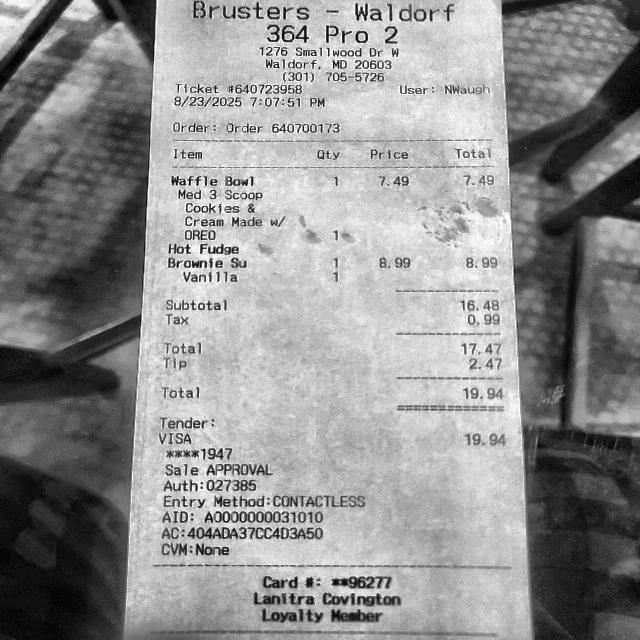 Brusters - Waldorf
364 Pro 2
1276 Smallwood Dr W
Waldorf, MD 20603
(301) 705-5726
Ticket #640723958 User: NWaugh
8/23/2025 7:07:51 PM
Order: Order 640700173
Item Qty Price Total
Waffle Bowl 1 7.49 7.49
Med 3 Scoop
Cookies &
Cream Made w/
OREO 1
Hot Fudge
Brownie Su 1 8.99 8.99
Vanilla 1
Subtotal 16.48
Tax 0.99
Total 17.47
Tip 2.47
Total 19.94
Tender:
VISA 19.94
****1947
Sale APPROVAL
Auth:027385
Entry Method:CONTACTLESS
AID: A0000000031010
AC:404ADA37CC4D3A50
CVM:None
Card #: **96277
Lanitra Covington
Loyalty Member